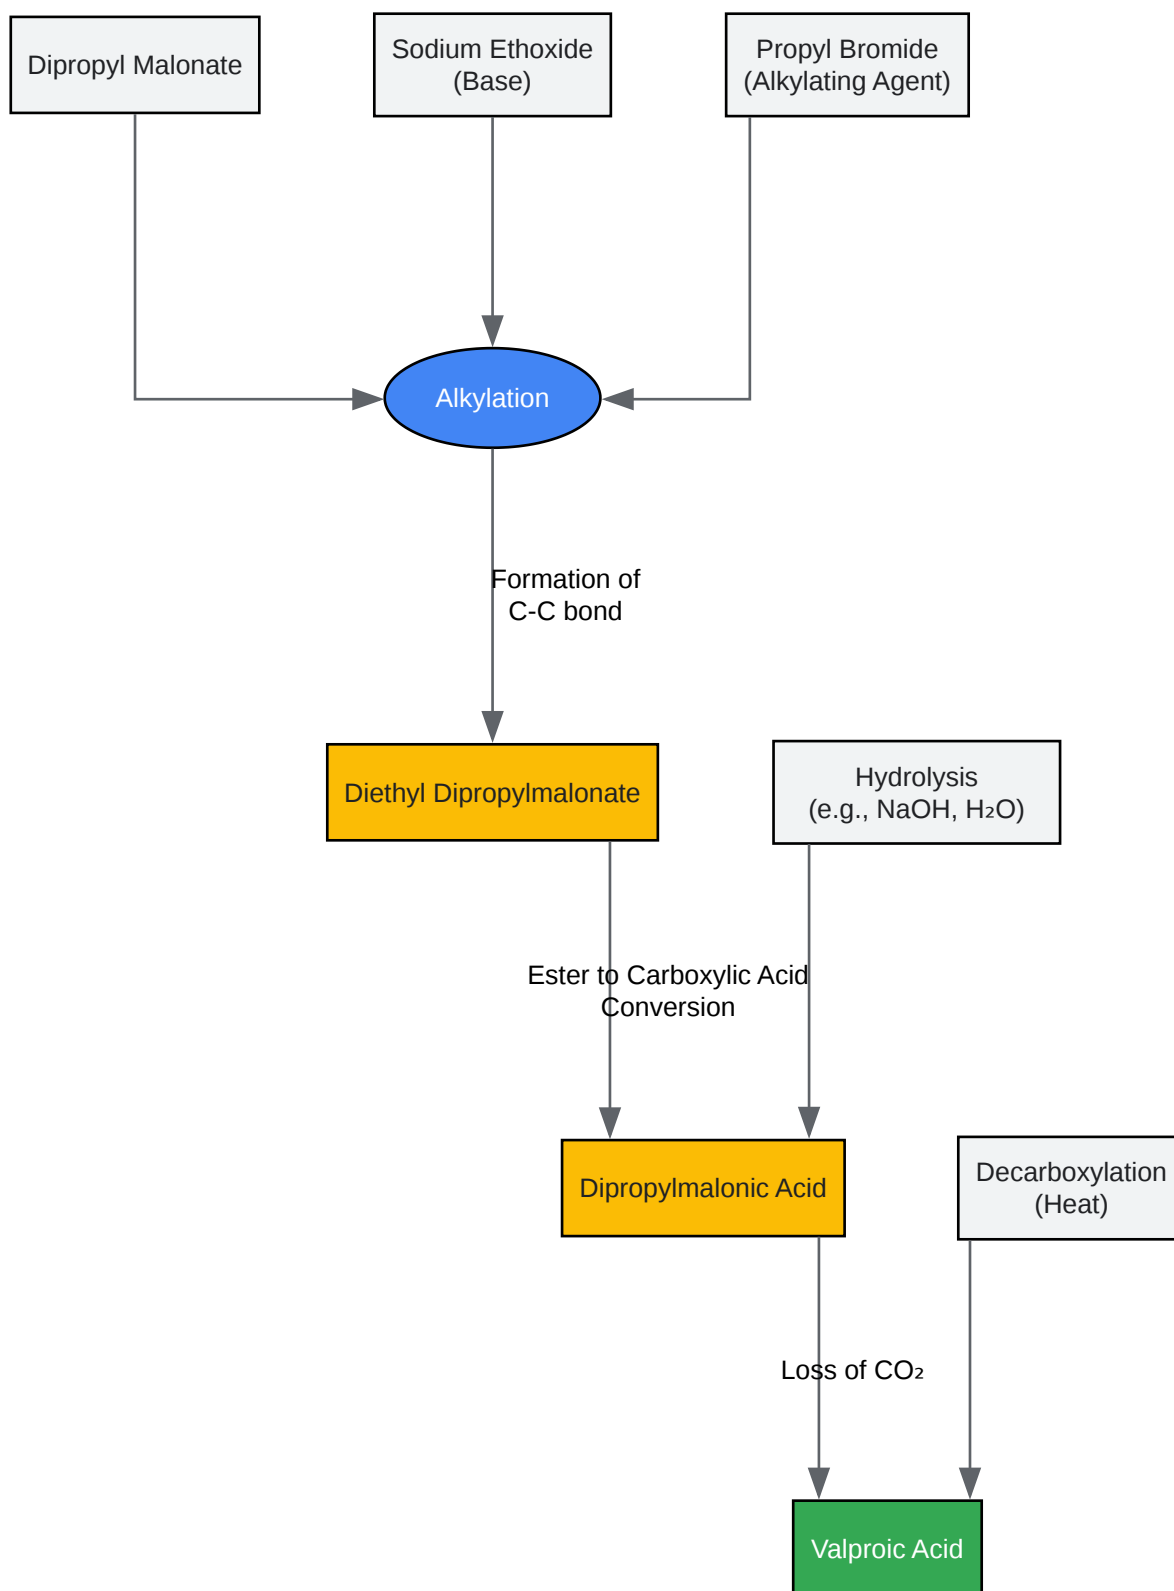 Dipropyl Malonate
Sodium Ethoxide
(Base)
Propyl Bromide
(Alkylating Agent)
Alkylation
Formation of
C-C bond
Diethyl Dipropylmalonate
Hydrolysis
(e.g., NaOH, H₂O)
Ester to Carboxylic Acid
Conversion
Dipropylmalonic Acid
Decarboxylation
(Heat)
Loss of CO₂
Valproic Acid